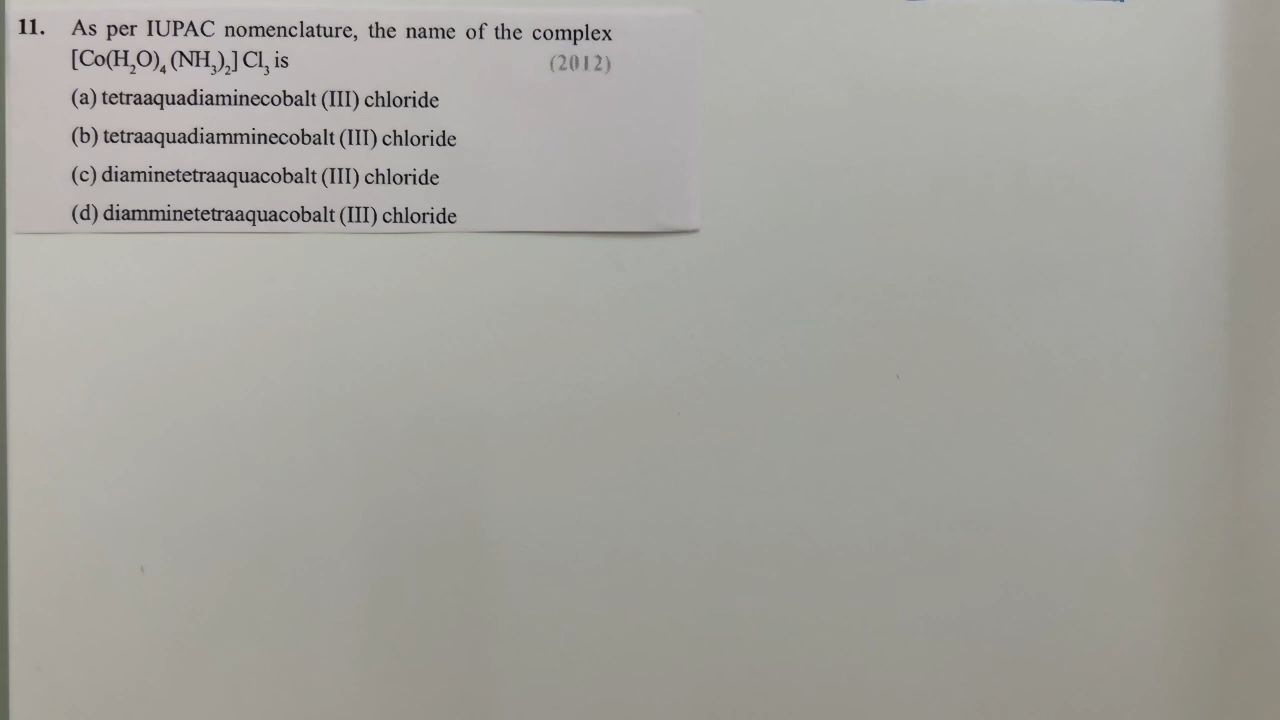 11. As per IUPAC nomenclature, the name of the complex
[Co(H₂O)₄(NH₃)₂]Cl₃ is (2012)
(a) tetraaquadiaminecobalt (III) chloride
(b) tetraaquadiamminecobalt (III) chloride
(c) diaminetetraaquacobalt (III) chloride
(d) diamminetetraaquacobalt (III) chloride